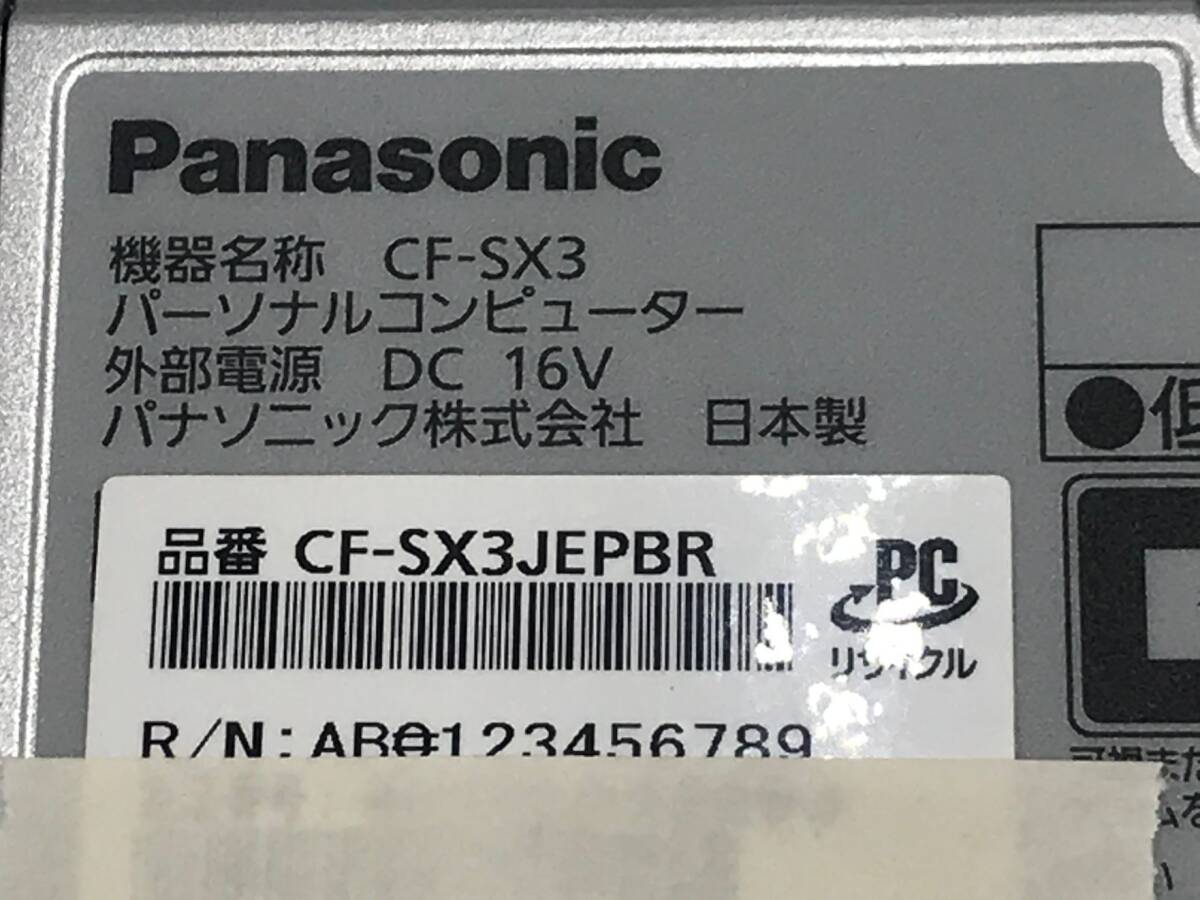 Panasonic
機器名称 CF-SX3
パーソナルコンピューター
外部電源 DC 16V
パナソニック株式会社 日本製
●低
品番 CF-SX3JEPBR
PC
リサイクル
R/N: AB0123456789